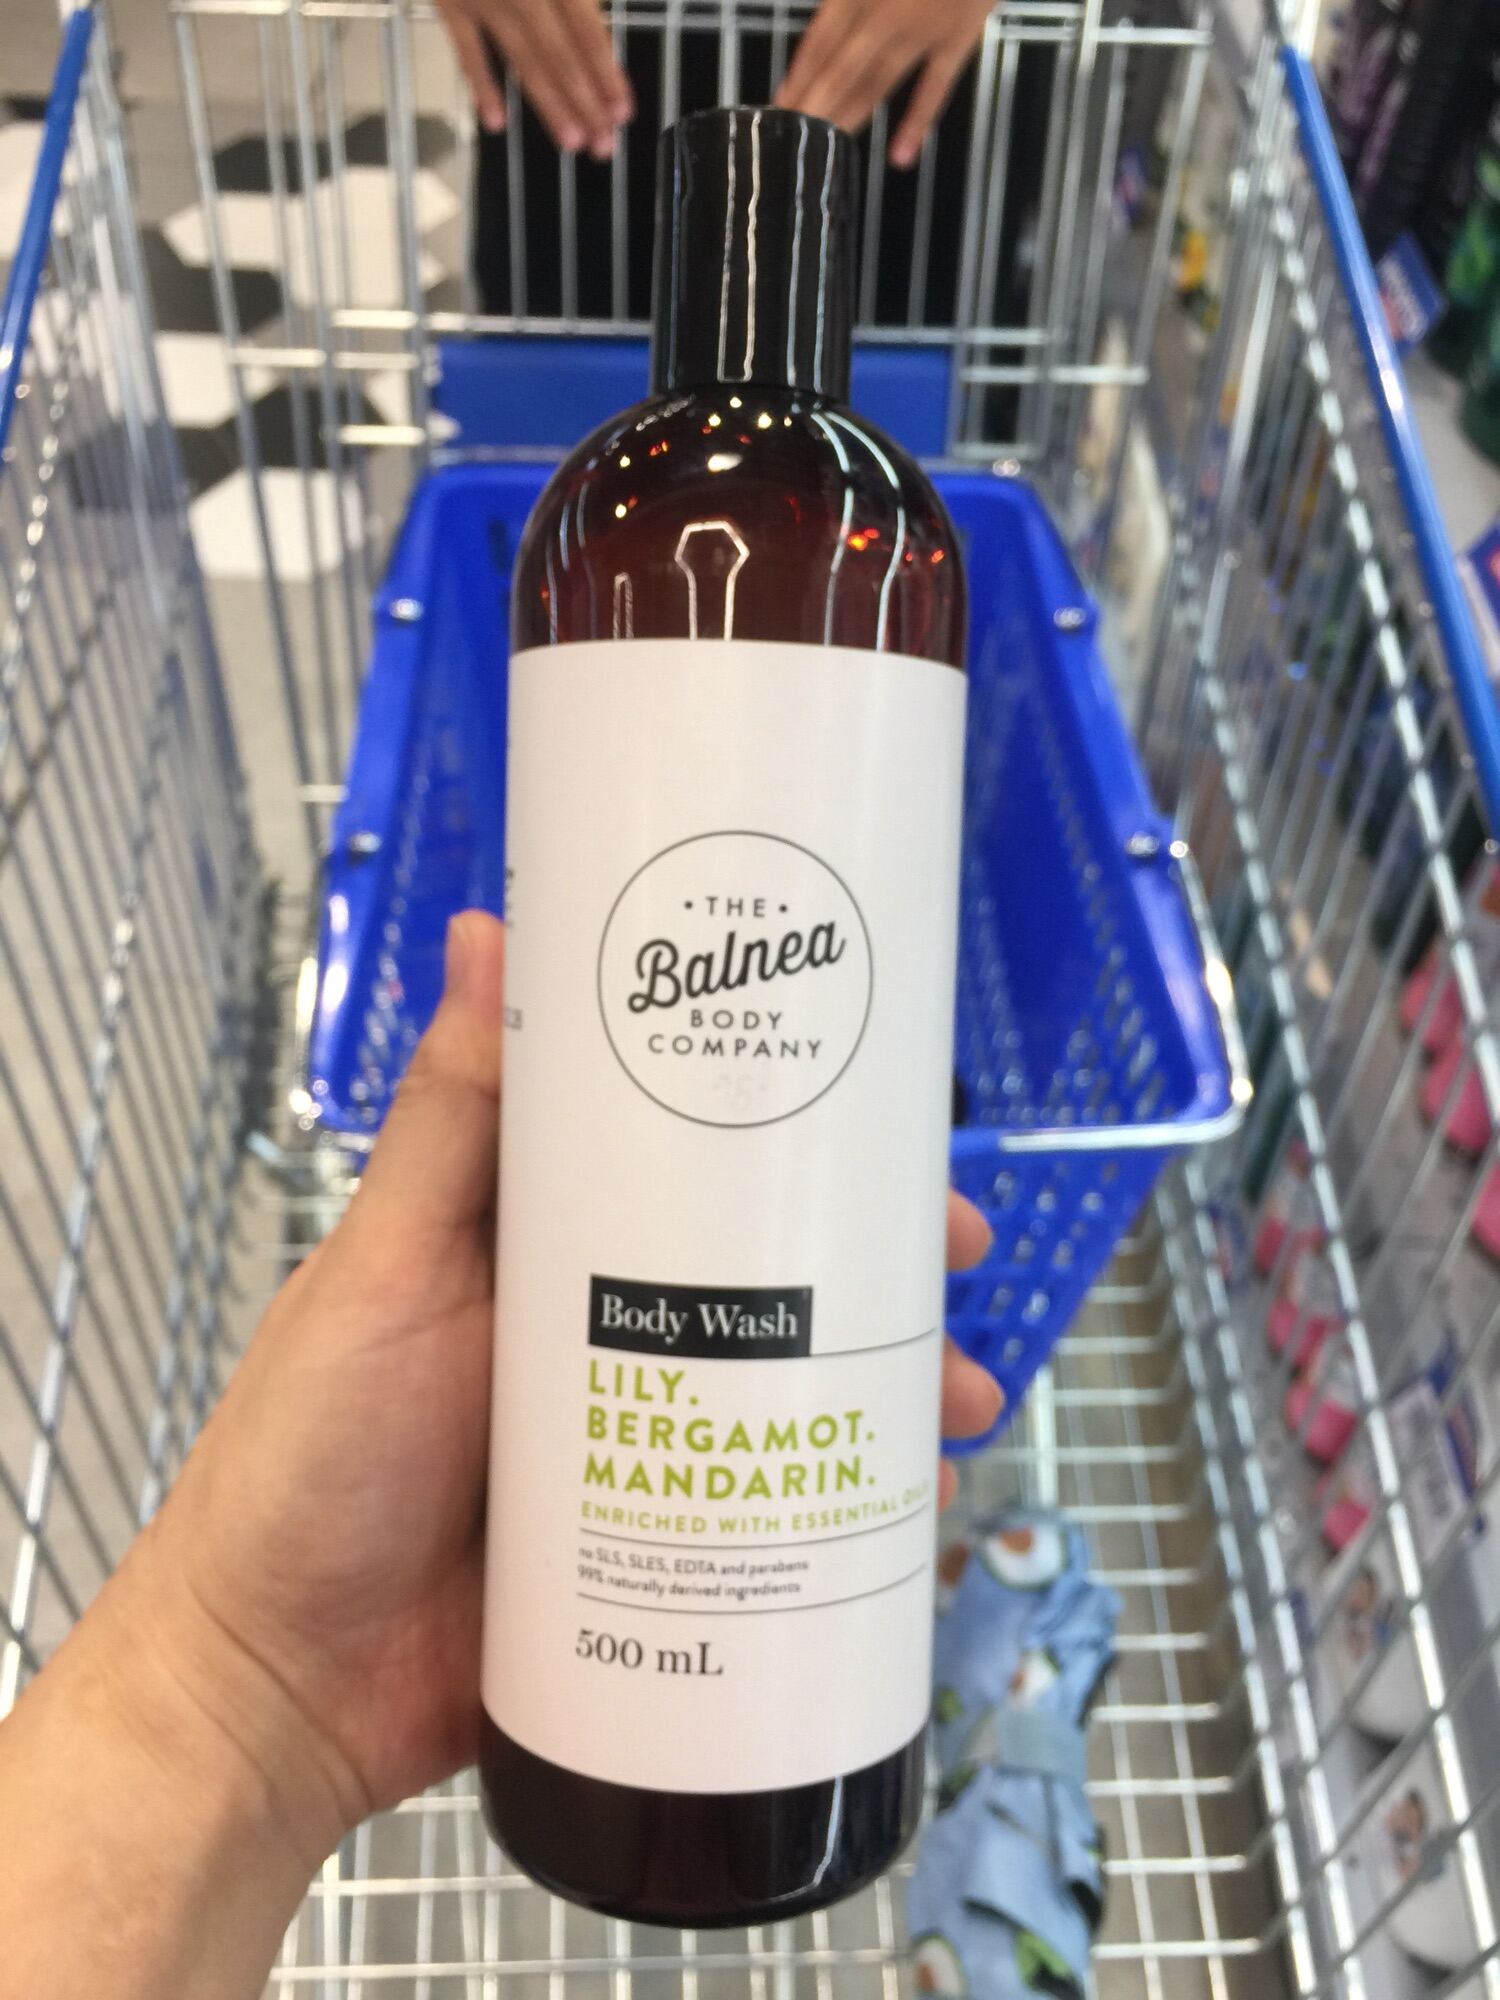 • THE •
Balnea
BODY
COMPANY
Body Wash
LILY.
BERGAMOT.
MANDARIN.
ENRICHED WITH ESSENTIAL OILS
no SLS, SLES, EDTA and parabens
99% naturally derived ingredients
500 mL